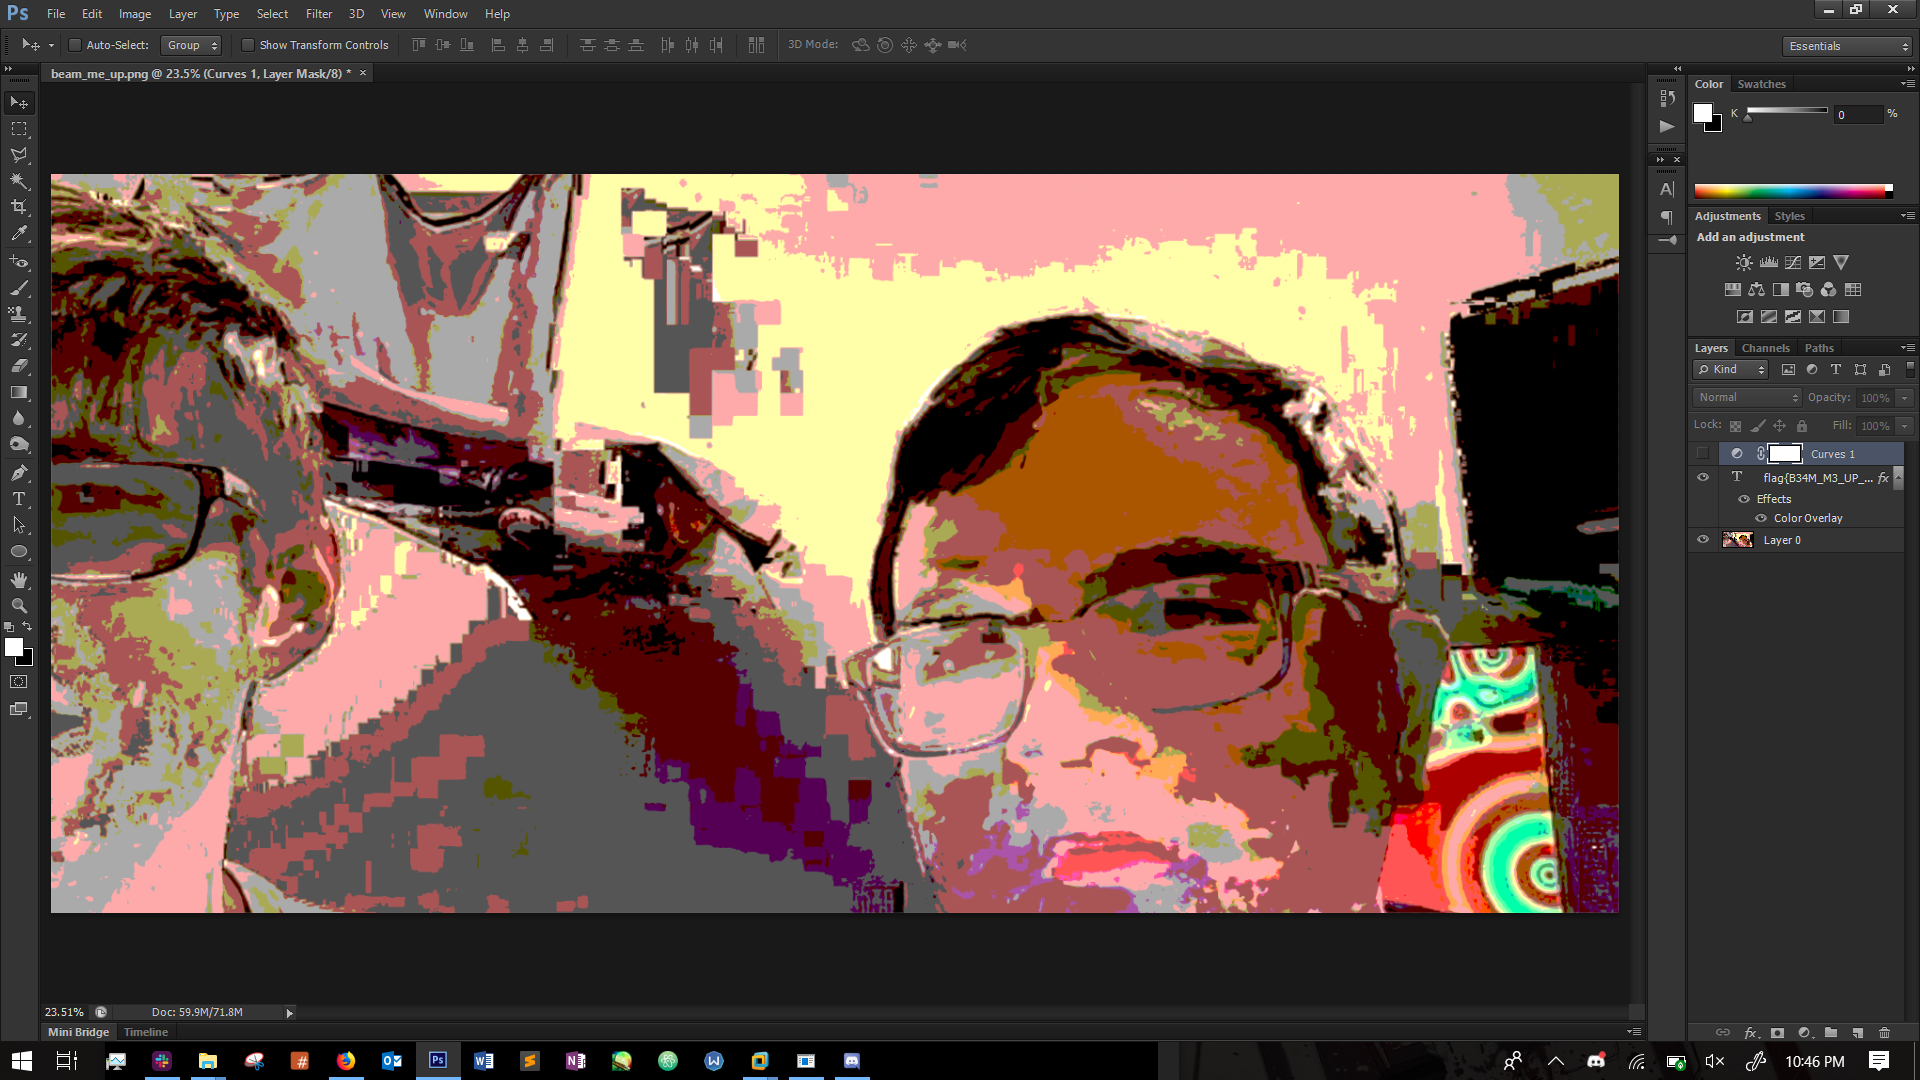 Ps File Edit Image Layer Type Select Filter 3D View Window Help
Auto-Select: Group Show Transform Controls 3D Mode: Essentials
beam_me_up.png @ 23.5% (Curves 1, Layer Mask/8) * ×
Color Swatches
K 0 %
Adjustments Styles
Add an adjustment
Layers Channels Paths
Kind
Normal Opacity: 100%
Lock: Fill: 100%
Curves 1
T flag{B34M_M3_UP_... fx
Effects
Color Overlay
Layer 0
23.51% Doc: 59.9M/71.8M
Mini Bridge Timeline
10:46 PM